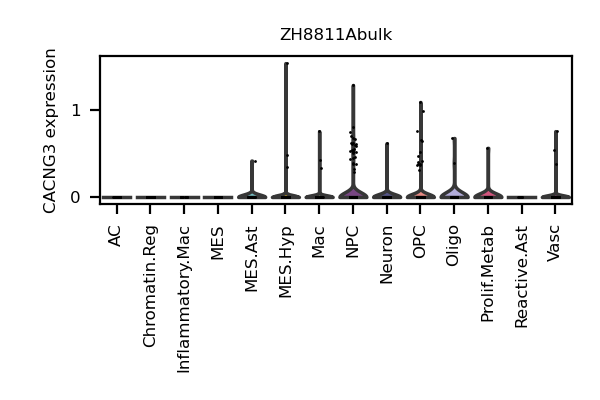 ZH8811Abulk
CACNG3 expression
1
0
AC
Chromatin.Reg
Inflammatory.Mac
MES
MES.Ast
MES.Hyp
Mac
NPC
Neuron
OPC
Oligo
Prolif.Metab
Reactive.Ast
Vasc